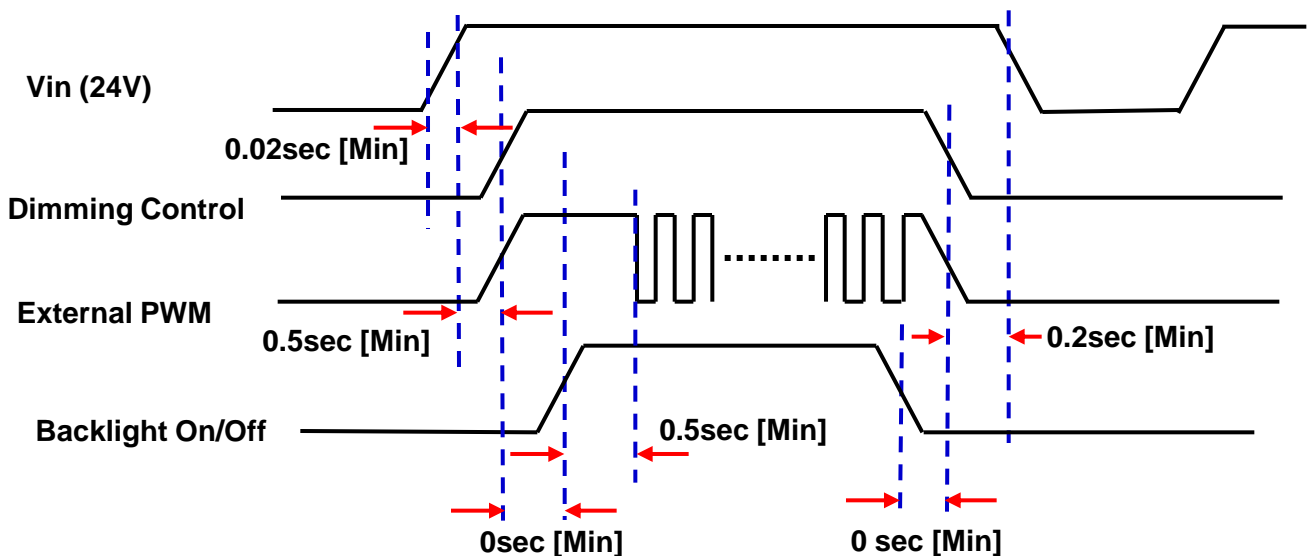 Vin (24V)
0.02sec [Min]
Dimming Control
External PWM
0.5sec [Min]
0.2sec [Min]
Backlight On/Off
0.5sec [Min]
0sec [Min]
0 sec [Min]